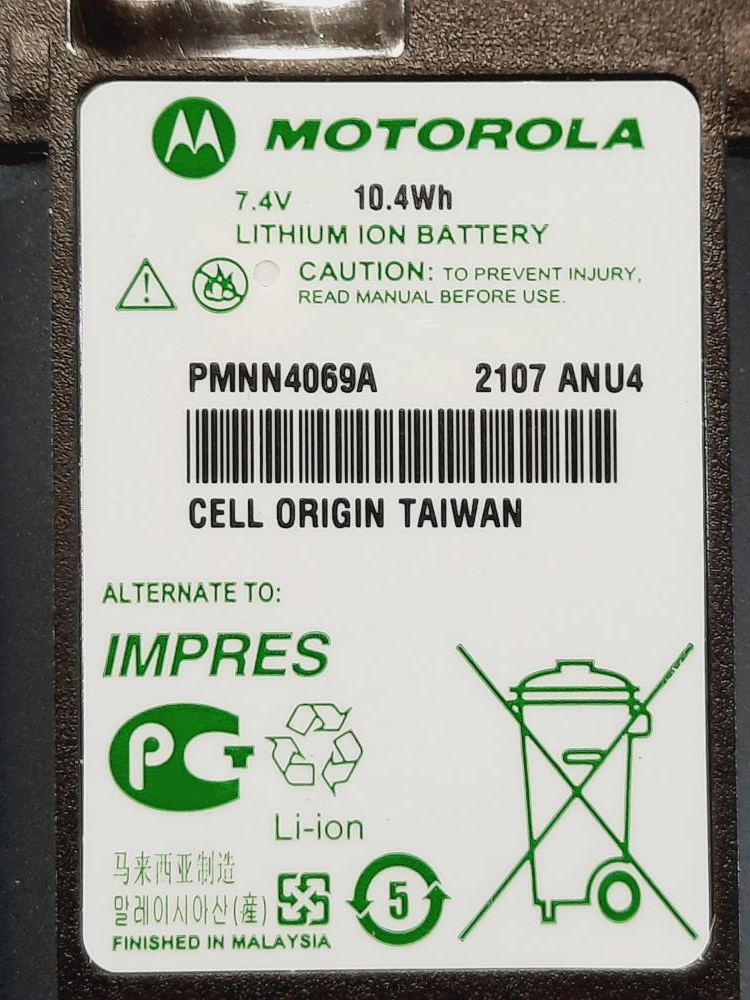 MOTOROLA
7.4V 10.4Wh
LITHIUM ION BATTERY
CAUTION: TO PREVENT INJURY,
READ MANUAL BEFORE USE.
PMNN4069A 2107 ANU4
CELL ORIGIN TAIWAN
ALTERNATE TO:
IMPRES
PCT
Li-ion
马来西亚制造
말레이시아산(産)
5
FINISHED IN MALAYSIA